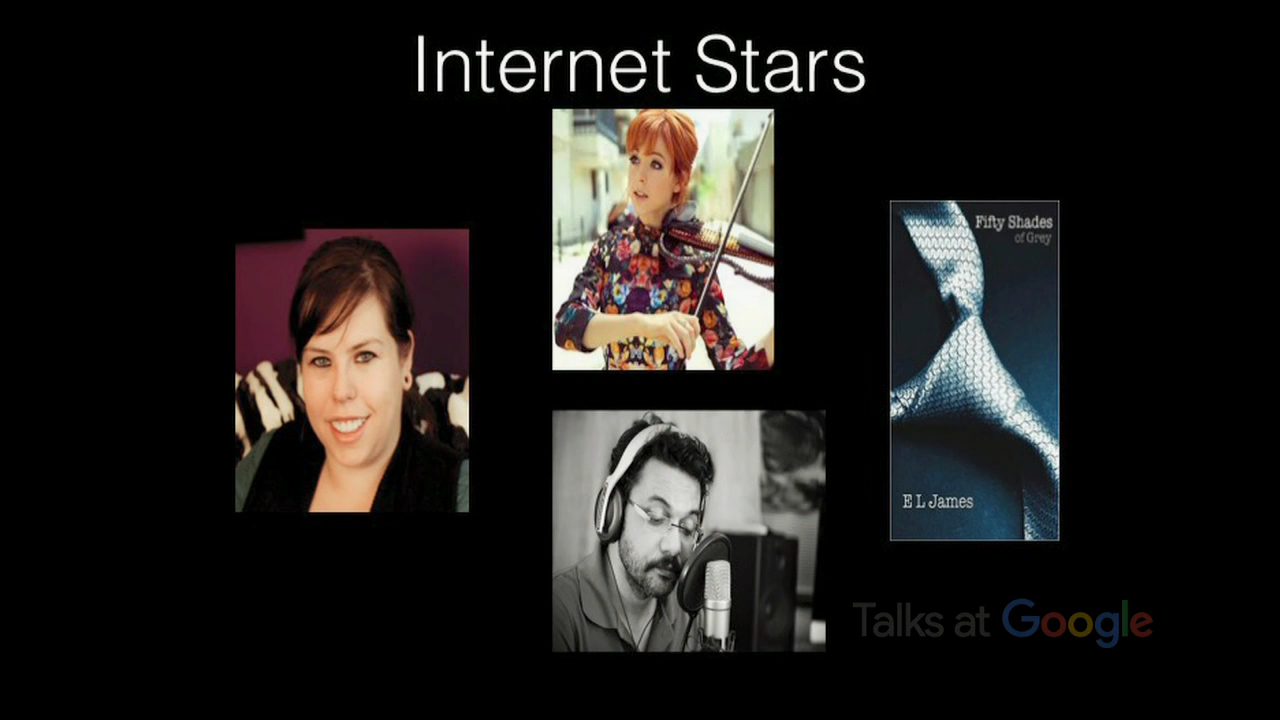 Internet Stars
Fifty Shades
of Grey
E L James
Talks at Google